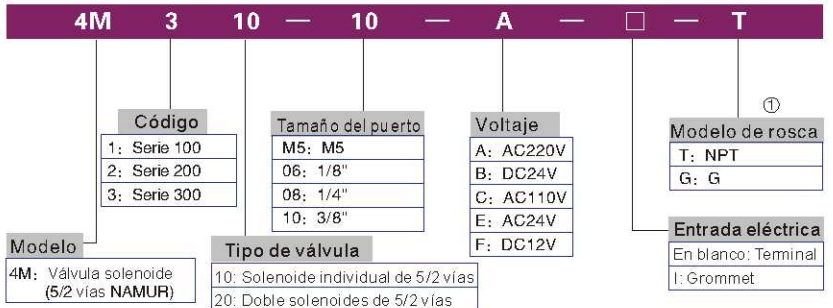 4M 3 10 — 10 — A — □ — T
①
Código
1: Serie 100
2: Serie 200
3: Serie 300
Tamaño del puerto
M5: M5
06: 1/8"
08: 1/4"
10: 3/8"
Voltaje
A: AC220V
B: DC24V
C: AC110V
E: AC24V
F: DC12V
Modelo de rosca
T: NPT
G: G
Modelo
4M: Válvula solenoide
(5/2 vías NAMUR)
Tipo de válvula
10: Solenoide individual de 5/2 vías
20: Doble solenoides de 5/2 vías
Entrada eléctrica
En blanco: Terminal
I: Grommet